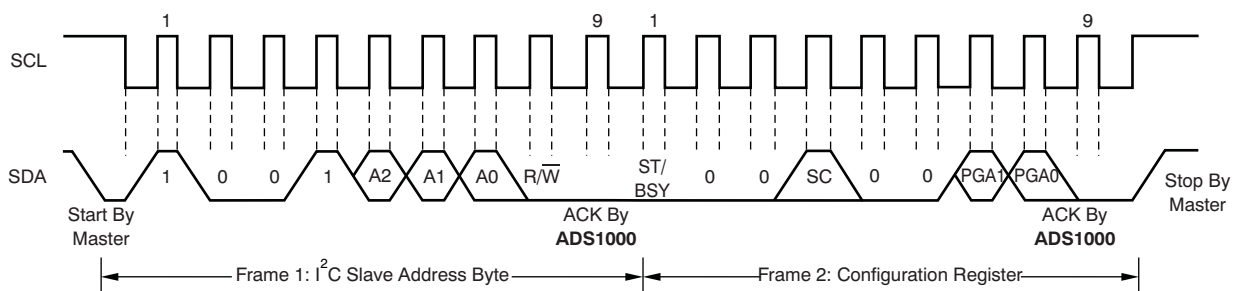 1 9 1 9
SCL
SDA
1 0 0 1 A2 A1 A0 R/W ST/BSY 0 0 SC 0 0 PGA1 PGA0
Start By
Master
ACK By
ADS1000
ACK By
ADS1000
Stop By
Master
Frame 1: I²C Slave Address Byte
Frame 2: Configuration Register